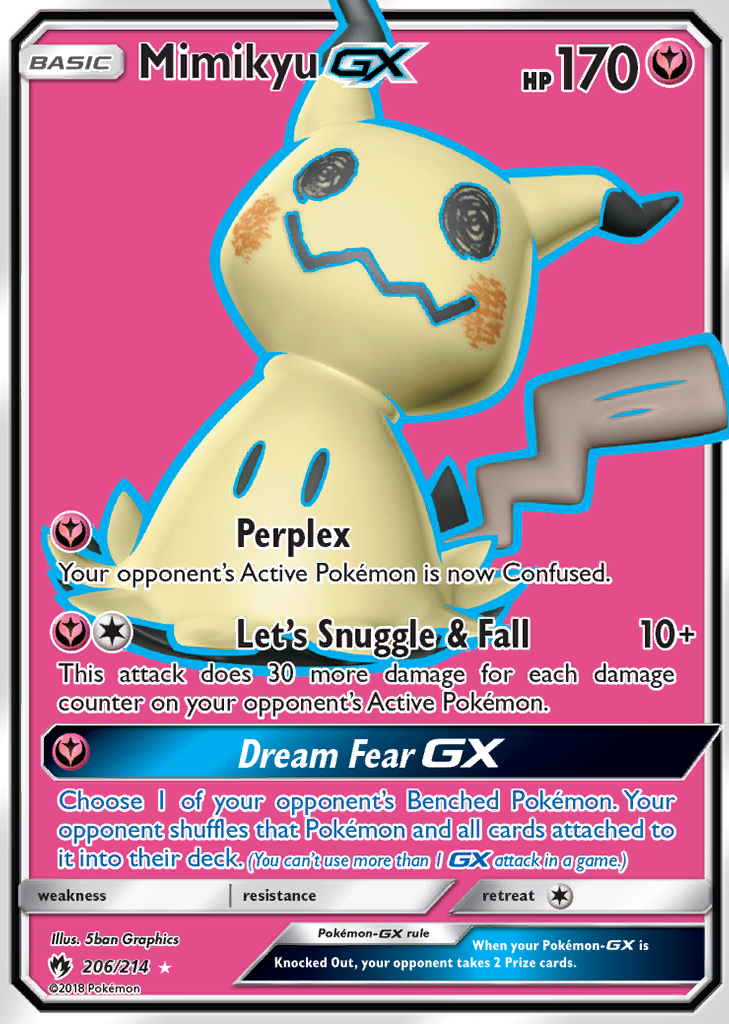 BASIC Mimikyu GX HP 170
Perplex
Your opponent's Active Pokémon is now Confused.
Let's Snuggle & Fall 10+
This attack does 30 more damage for each damage
counter on your opponent's Active Pokémon.
Dream Fear GX
Choose 1 of your opponent's Benched Pokémon. Your
opponent shuffles that Pokémon and all cards attached to
it into their deck. (You can't use more than 1 GX attack in a game.)
weakness resistance retreat
Illus. 5ban Graphics
206/214
©2018 Pokémon
Pokémon-GX rule
When your Pokémon-GX is
Knocked Out, your opponent takes 2 Prize cards.